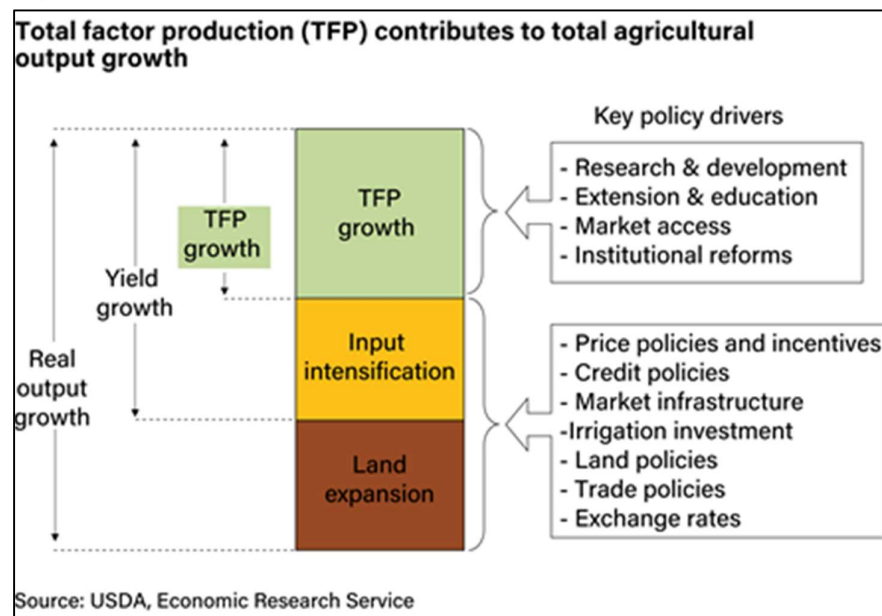 Total factor production (TFP) contributes to total agricultural
output growth
Key policy drivers
TFP
growth
Yield
growth
Real
output
growth
TFP
growth
Input
intensification
Land
expansion
- Research & development
- Extension & education
- Market access
- Institutional reforms
- Price policies and incentives
- Credit policies
- Market infrastructure
-Irrigation investment
- Land policies
- Trade policies
- Exchange rates
Source: USDA, Economic Research Service